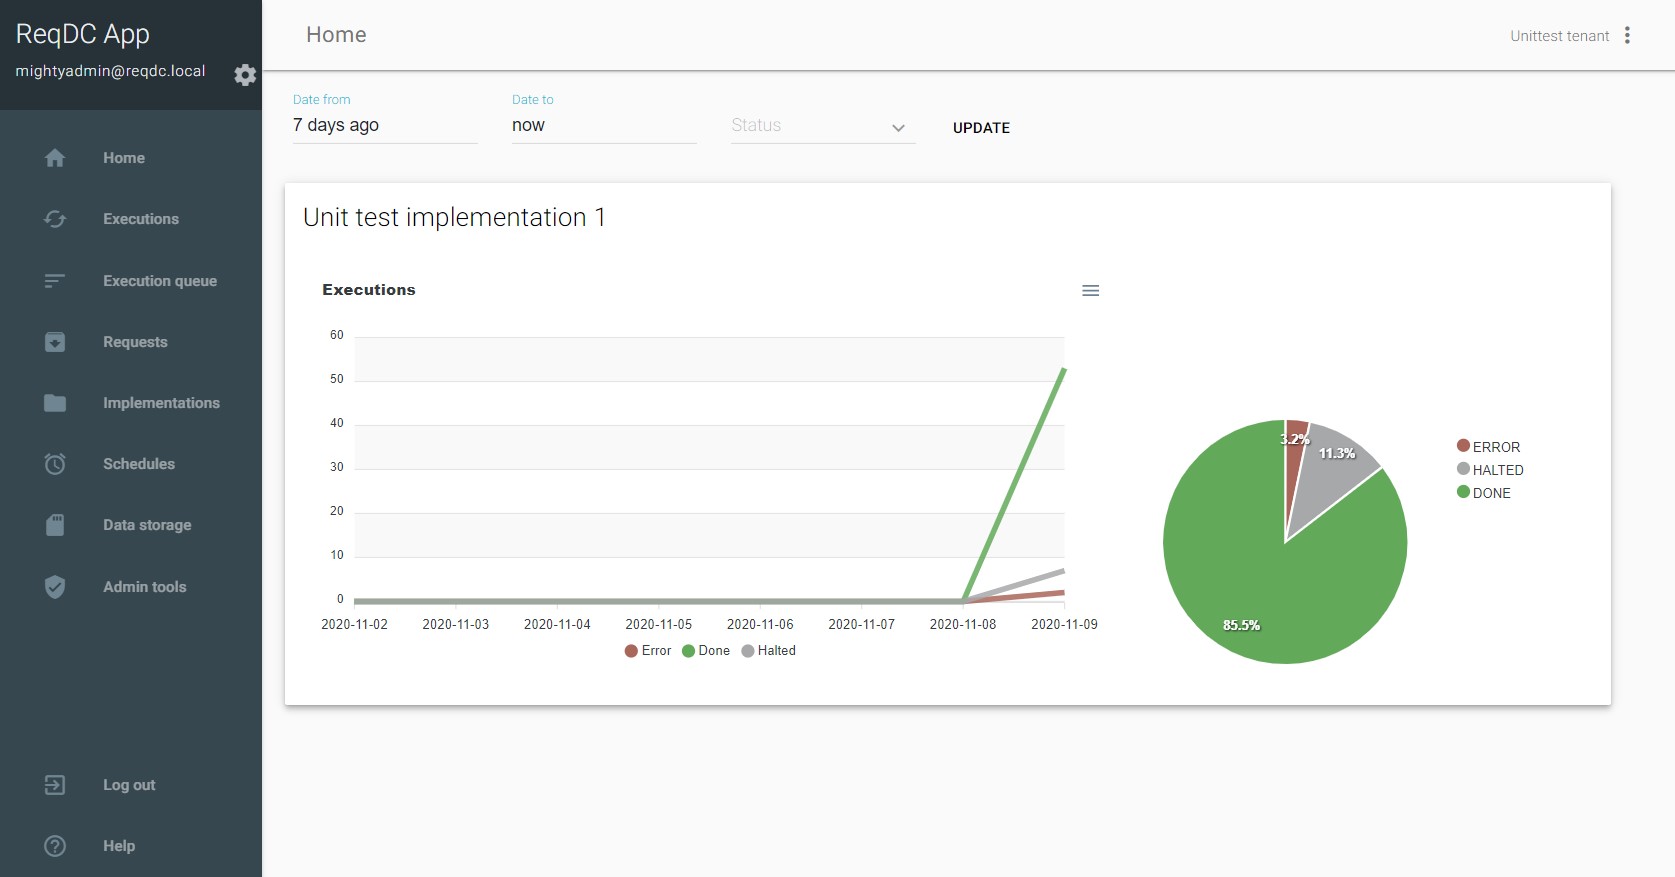 ReqDC App
mightyadmin@reqdc.local
Home
Executions
Execution queue
Requests
Implementations
Schedules
Data storage
Admin tools
Log out
Help
Home
Unittest tenant
Date from
7 days ago
Date to
now
Status
UPDATE
Unit test implementation 1
Executions
60
50
40
30
20
10
0
2020-11-02 2020-11-03 2020-11-04 2020-11-05 2020-11-06 2020-11-07 2020-11-08 2020-11-09
Error Done Halted
3.2%
11.3%
85.5%
ERROR
HALTED
DONE